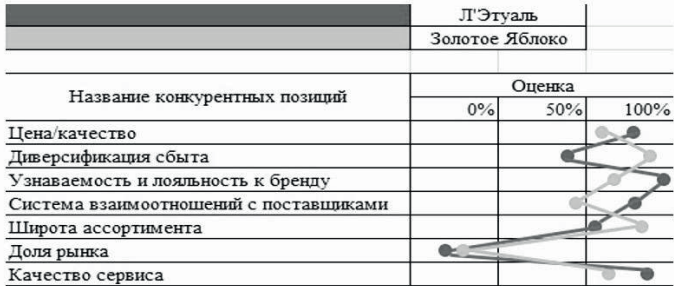 Л'Этуаль
Золотое Яблоко
Название конкурентных позиций
Оценка
0% 50% 100%
Цена/качество
Диверсификация сбыта
Узнаваемость и лояльность к бренду
Система взаимоотношений с поставщиками
Широта ассортимента
Доля рынка
Качество сервиса